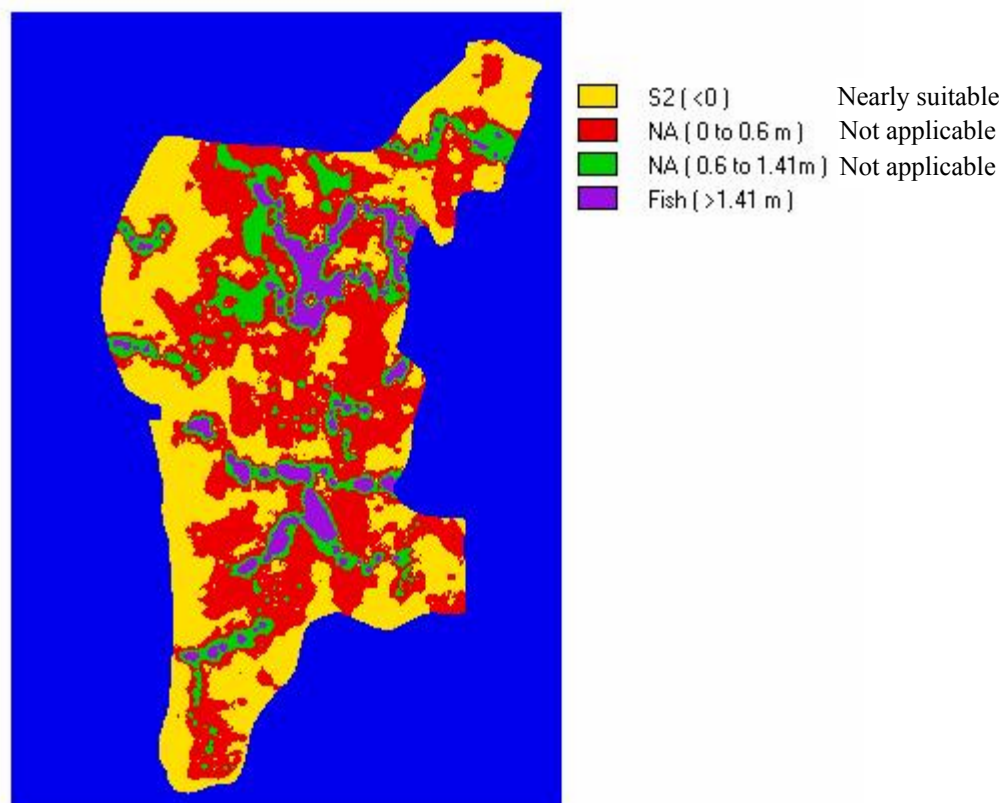 S2 ( <0 ) Nearly suitable
NA ( 0 to 0.6 m ) Not applicable
NA ( 0.6 to 1.41m ) Not applicable
Fish ( >1.41 m )